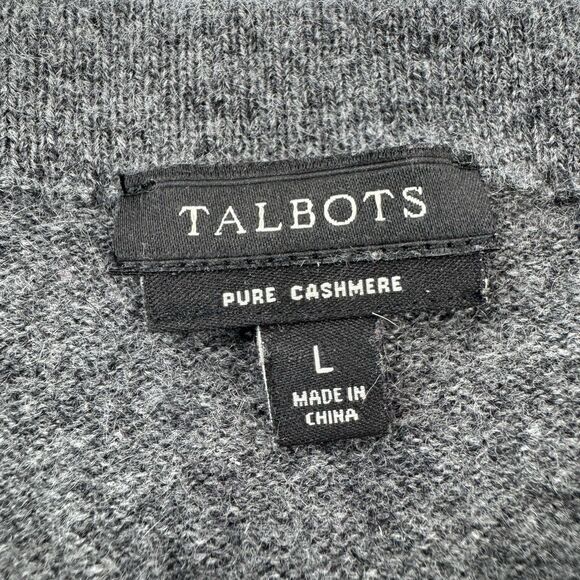 TALBOTS
PURE CASHMERE
L
MADE IN
CHINA